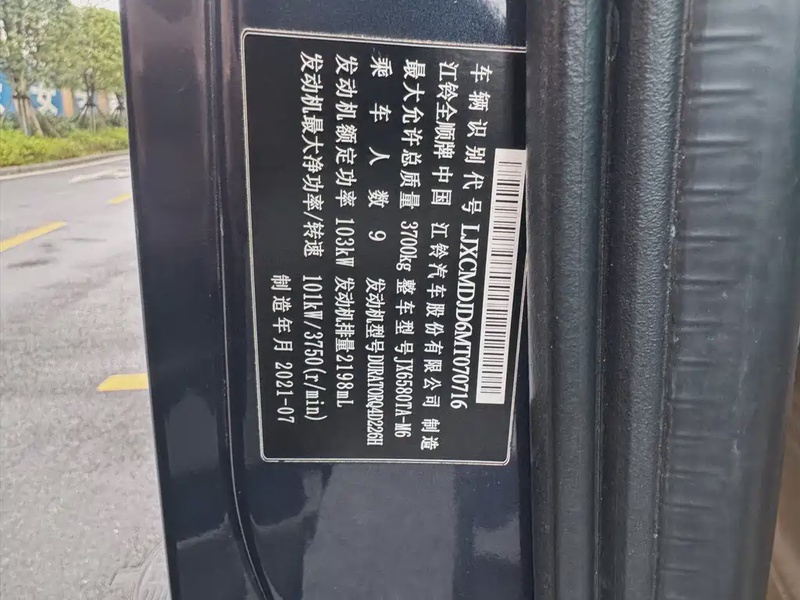 车辆识别代号 LJXCMDJD6MT070716
江铃全顺牌 中国 江铃汽车股份有限公司 制造
最大允许总质量 3700kg 整车型号 JX6580TA-M6
乘车人数 9 发动机型号 DURATORQ4D226H
发动机额定功率 103kW 发动机排量 2198mL
发动机最大净功率/转速 101kW/3750(r/min)
制造年月 2021-07